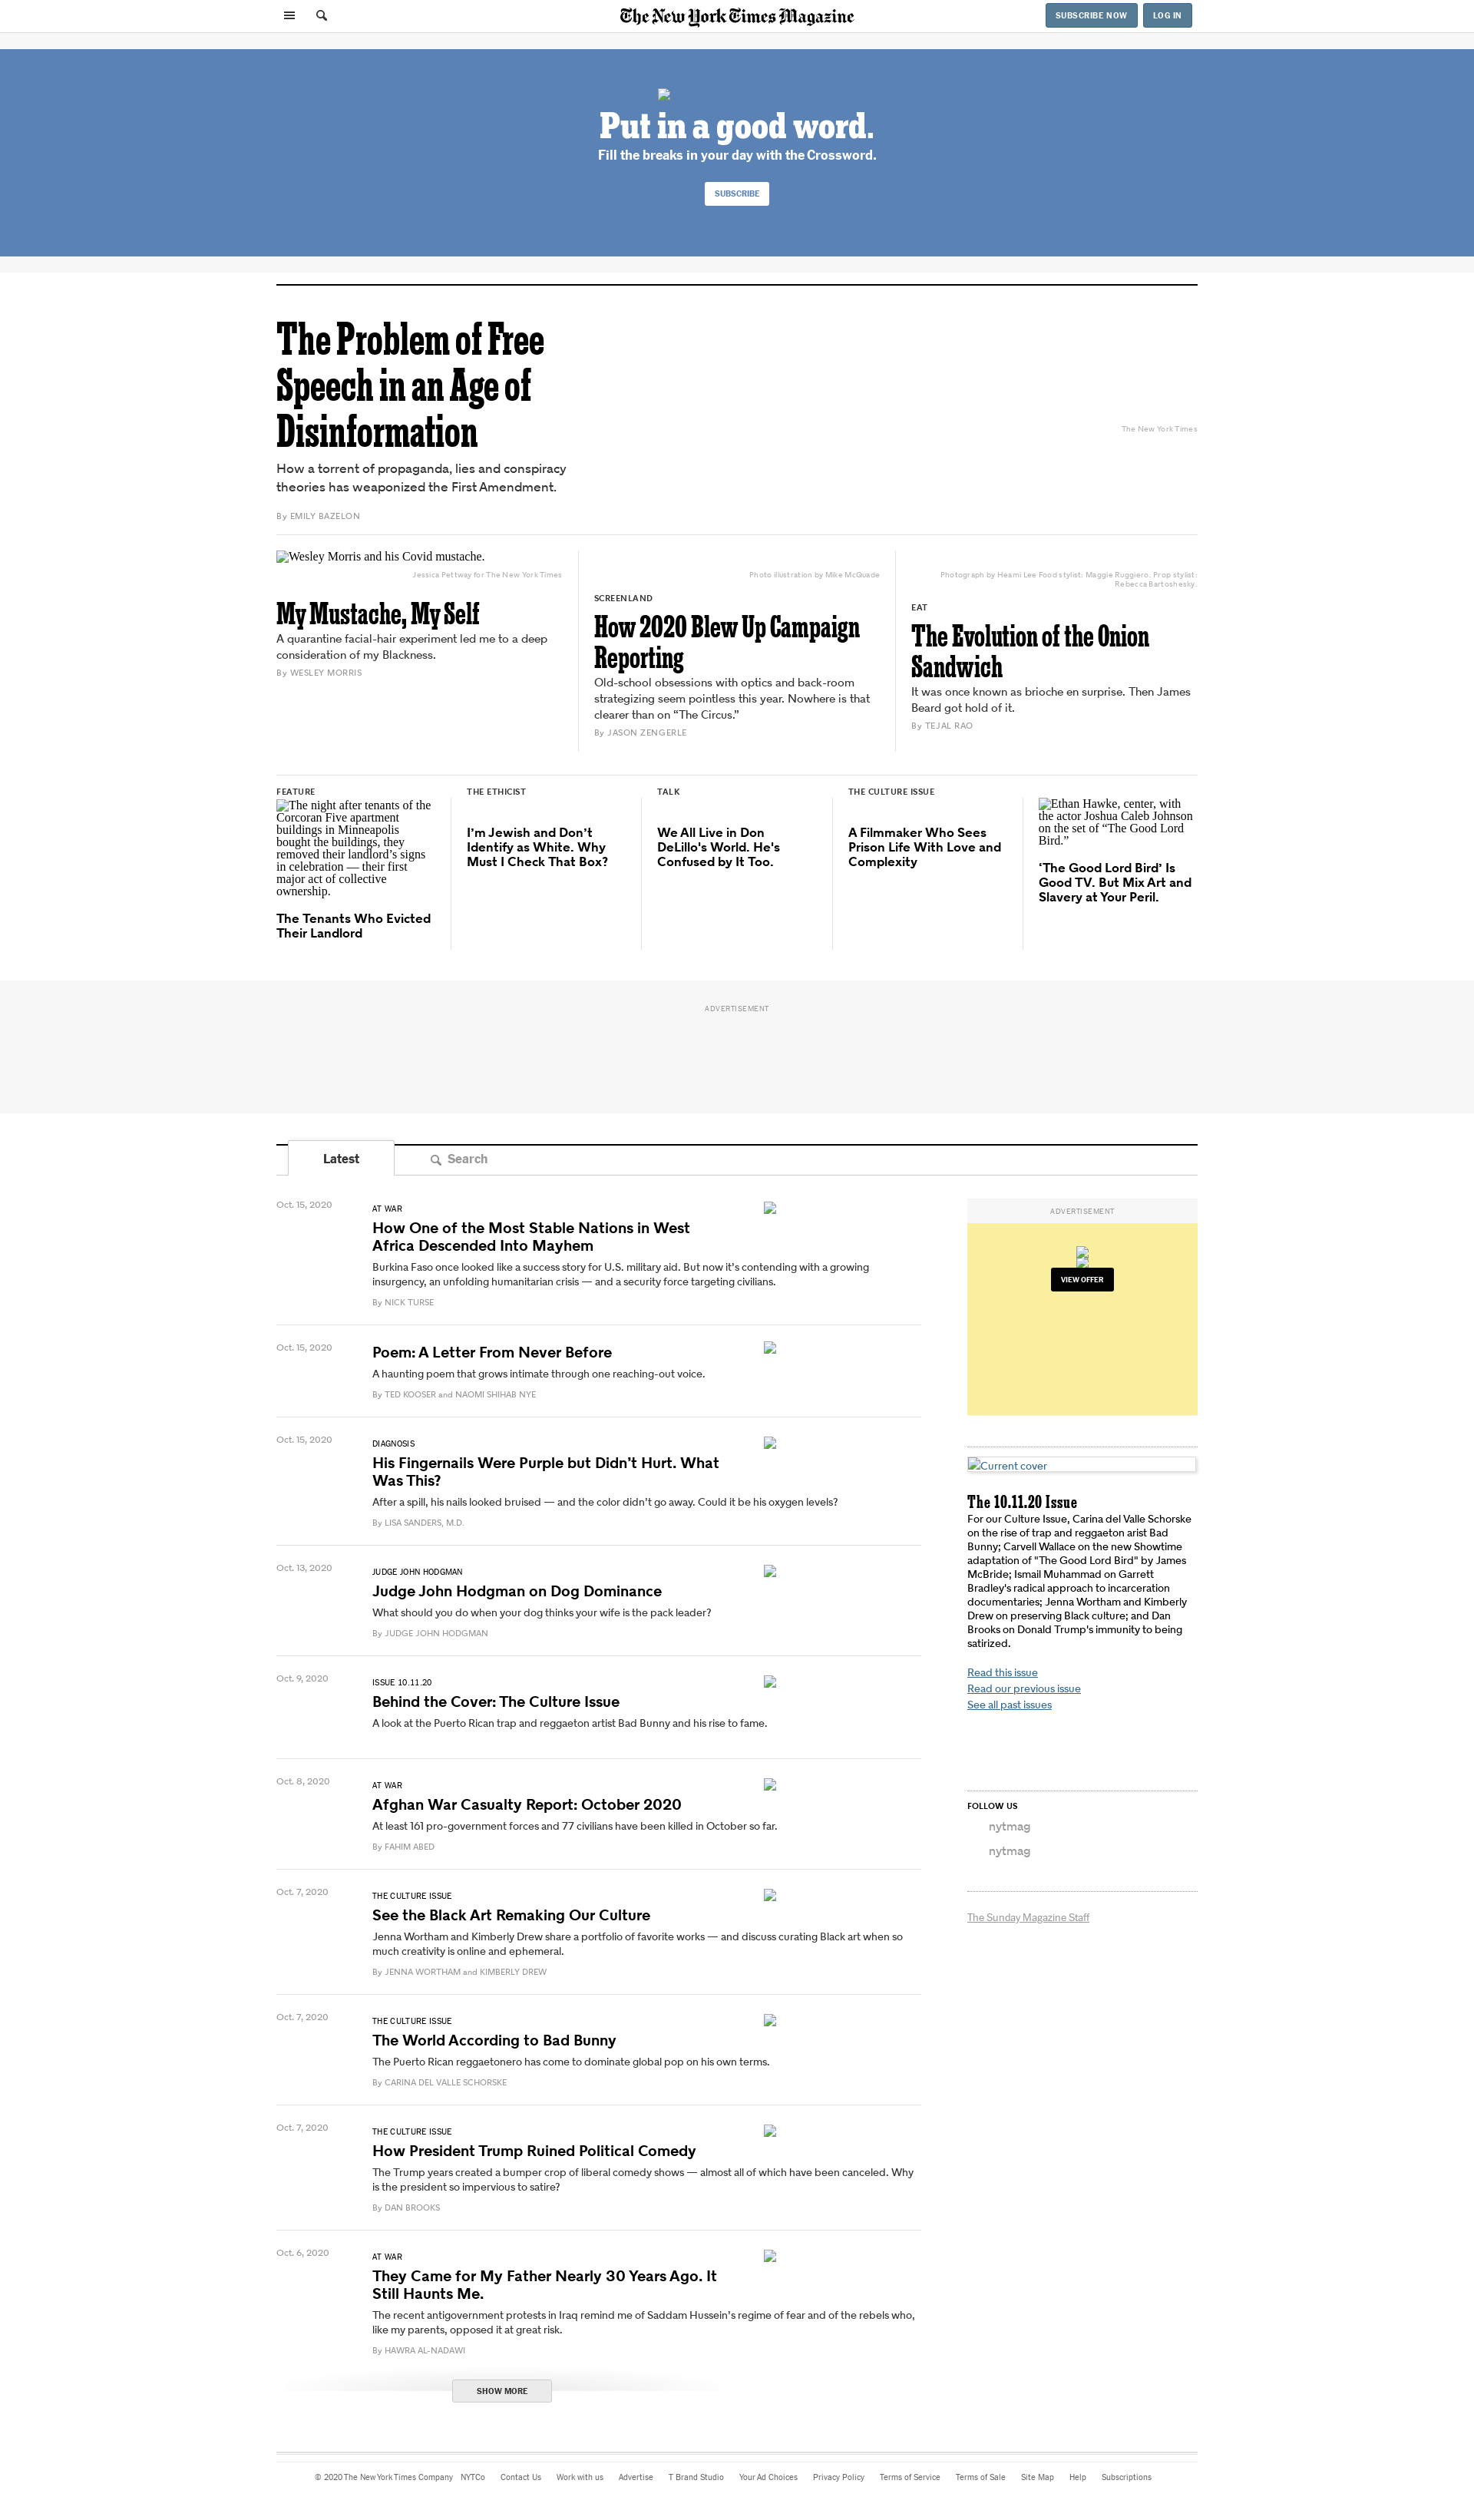 The New York Times Magazine
SUBSCRIBE NOW
LOG IN
Put in a good word.
Fill the breaks in your day with the Crossword.
SUBSCRIBE
The Problem of Free
Speech in an Age of
Disinformation
How a torrent of propaganda, lies and conspiracy
theories has weaponized the First Amendment.
By EMILY BAZELON
The New York Times
Wesley Morris and his Covid mustache.
Jessica Pettway for The New York Times
My Mustache, My Self
A quarantine facial-hair experiment led me to a deep
consideration of my Blackness.
By WESLEY MORRIS
Photo illustration by Mike McQuade
SCREENLAND
How 2020 Blew Up Campaign
Reporting
Old-school obsessions with optics and back-room
strategizing seem pointless this year. Nowhere is that
clearer than on “The Circus.”
By JASON ZENGERLE
Photograph by Heami Lee Food stylist: Maggie Ruggiero. Prop stylist:
Rebecca Bartoshesky.
EAT
The Evolution of the Onion
Sandwich
It was once known as brioche en surprise. Then James
Beard got hold of it.
By TEJAL RAO
FEATURE
The night after tenants of the
Corcoran Five apartment
buildings in Minneapolis
bought the buildings, they
removed their landlord’s signs
in celebration — their first
major act of collective
ownership.
The Tenants Who Evicted
Their Landlord
THE ETHICIST
I’m Jewish and Don’t
Identify as White. Why
Must I Check That Box?
TALK
We All Live in Don
DeLillo's World. He's
Confused by It Too.
THE CULTURE ISSUE
A Filmmaker Who Sees
Prison Life With Love and
Complexity
Ethan Hawke, center, with
the actor Joshua Caleb Johnson
on the set of “The Good Lord
Bird.”
‘The Good Lord Bird’ Is
Good TV. But Mix Art and
Slavery at Your Peril.
ADVERTISEMENT
Latest
Search
Oct. 15, 2020
AT WAR
How One of the Most Stable Nations in West
Africa Descended Into Mayhem
Burkina Faso once looked like a success story for U.S. military aid. But now it’s contending with a growing
insurgency, an unfolding humanitarian crisis — and a security force targeting civilians.
By NICK TURSE
Oct. 15, 2020
Poem: A Letter From Never Before
A haunting poem that grows intimate through one reaching-out voice.
By TED KOOSER and NAOMI SHIHAB NYE
Oct. 15, 2020
DIAGNOSIS
His Fingernails Were Purple but Didn’t Hurt. What
Was This?
After a spill, his nails looked bruised — and the color didn’t go away. Could it be his oxygen levels?
By LISA SANDERS, M.D.
Oct. 13, 2020
JUDGE JOHN HODGMAN
Judge John Hodgman on Dog Dominance
What should you do when your dog thinks your wife is the pack leader?
By JUDGE JOHN HODGMAN
Oct. 9, 2020
ISSUE 10.11.20
Behind the Cover: The Culture Issue
A look at the Puerto Rican trap and reggaeton artist Bad Bunny and his rise to fame.
Oct. 8, 2020
AT WAR
Afghan War Casualty Report: October 2020
At least 161 pro-government forces and 77 civilians have been killed in October so far.
By FAHIM ABED
Oct. 7, 2020
THE CULTURE ISSUE
See the Black Art Remaking Our Culture
Jenna Wortham and Kimberly Drew share a portfolio of favorite works — and discuss curating Black art when so
much creativity is online and ephemeral.
By JENNA WORTHAM and KIMBERLY DREW
Oct. 7, 2020
THE CULTURE ISSUE
The World According to Bad Bunny
The Puerto Rican reggaetonero has come to dominate global pop on his own terms.
By CARINA DEL VALLE SCHORSKE
Oct. 7, 2020
THE CULTURE ISSUE
How President Trump Ruined Political Comedy
The Trump years created a bumper crop of liberal comedy shows — almost all of which have been canceled. Why
is the president so impervious to satire?
By DAN BROOKS
Oct. 6, 2020
AT WAR
They Came for My Father Nearly 30 Years Ago. It
Still Haunts Me.
The recent antigovernment protests in Iraq remind me of Saddam Hussein’s regime of fear and of the rebels who,
like my parents, opposed it at great risk.
By HAWRA AL-NADAWI
SHOW MORE
ADVERTISEMENT
VIEW OFFER
Current cover
The 10.11.20 Issue
For our Culture Issue, Carina del Valle Schorske
on the rise of trap and reggaeton arist Bad
Bunny; Carvell Wallace on the new Showtime
adaptation of "The Good Lord Bird" by James
McBride; Ismail Muhammad on Garrett
Bradley's radical approach to incarceration
documentaries; Jenna Wortham and Kimberly
Drew on preserving Black culture; and Dan
Brooks on Donald Trump's immunity to being
satirized.
Read this issue
Read our previous issue
See all past issues
FOLLOW US
nytmag
nytmag
The Sunday Magazine Staff
© 2020 The New York Times Company NYTCo Contact Us Work with us Advertise T Brand Studio Your Ad Choices Privacy Policy Terms of Service Terms of Sale Site Map Help Subscriptions